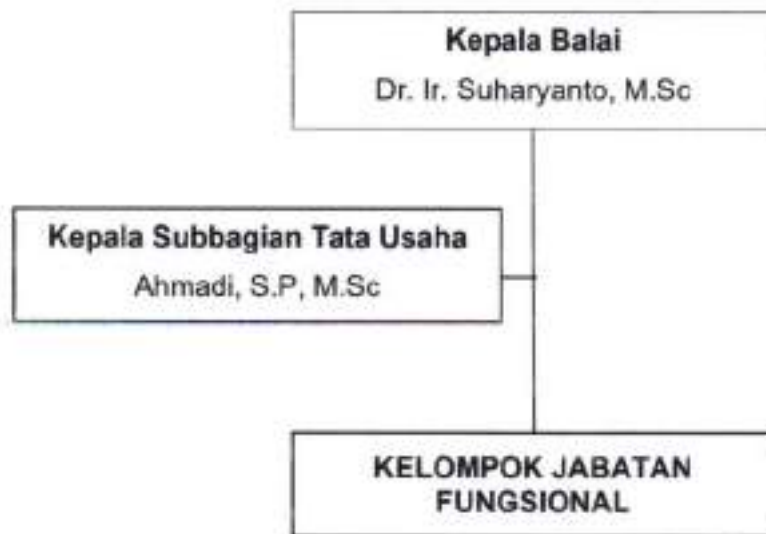 Kepala Balai
Dr. Ir. Suharyanto, M.Sc
Kepala Subbagian Tata Usaha
Ahmadi, S.P, M.Sc
KELOMPOK JABATAN
FUNGSIONAL